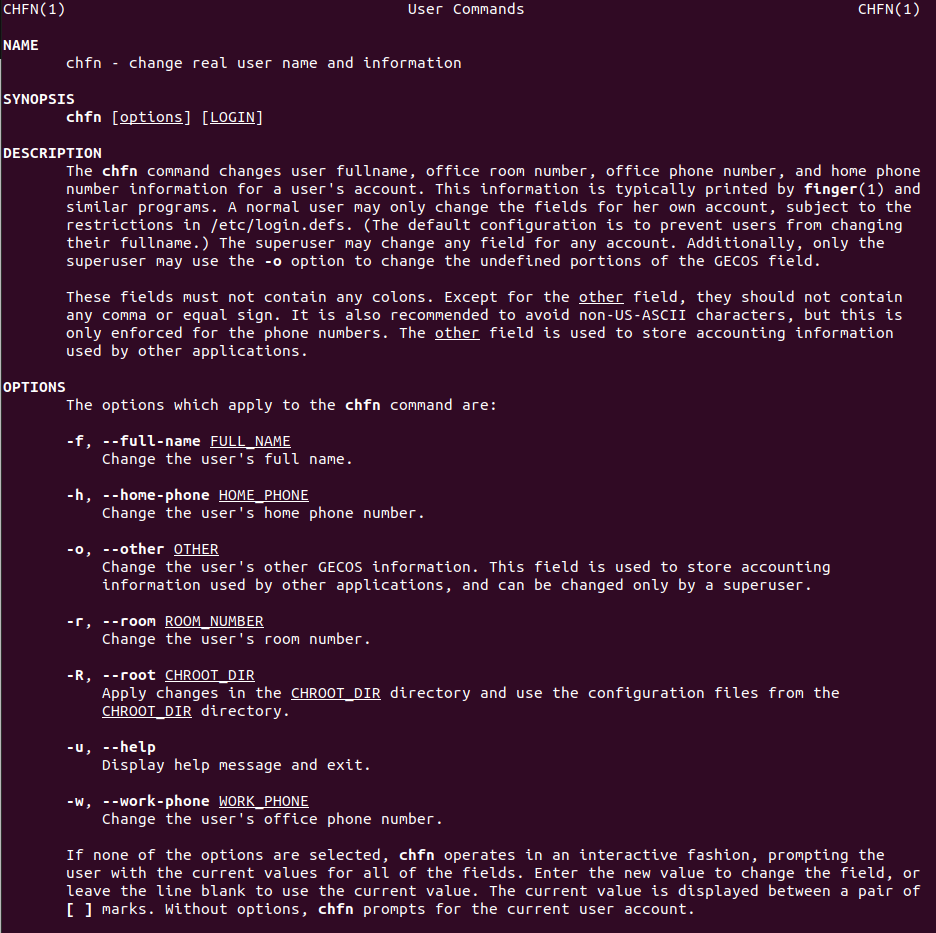 CHFN(1) User Commands CHFN(1)
NAME
chfn - change real user name and information
SYNOPSIS
chfn [options] [LOGIN]
DESCRIPTION
The chfn command changes user fullname, office room number, office phone number, and home phone
number information for a user's account. This information is typically printed by finger(1) and
similar programs. A normal user may only change the fields for her own account, subject to the
restrictions in /etc/login.defs. (The default configuration is to prevent users from changing
their fullname.) The superuser may change any field for any account. Additionally, only the
superuser may use the -o option to change the undefined portions of the GECOS field.
These fields must not contain any colons. Except for the other field, they should not contain
any comma or equal sign. It is also recommended to avoid non-US-ASCII characters, but this is
only enforced for the phone numbers. The other field is used to store accounting information
used by other applications.
OPTIONS
The options which apply to the chfn command are:
-f, --full-name FULL_NAME
Change the user's full name.
-h, --home-phone HOME_PHONE
Change the user's home phone number.
-o, --other OTHER
Change the user's other GECOS information. This field is used to store accounting
information used by other applications, and can be changed only by a superuser.
-r, --room ROOM_NUMBER
Change the user's room number.
-R, --root CHROOT_DIR
Apply changes in the CHROOT_DIR directory and use the configuration files from the
CHROOT_DIR directory.
-u, --help
Display help message and exit.
-w, --work-phone WORK_PHONE
Change the user's office phone number.
If none of the options are selected, chfn operates in an interactive fashion, prompting the
user with the current values for all of the fields. Enter the new value to change the field, or
leave the line blank to use the current value. The current value is displayed between a pair of
[ ] marks. Without options, chfn prompts for the current user account.